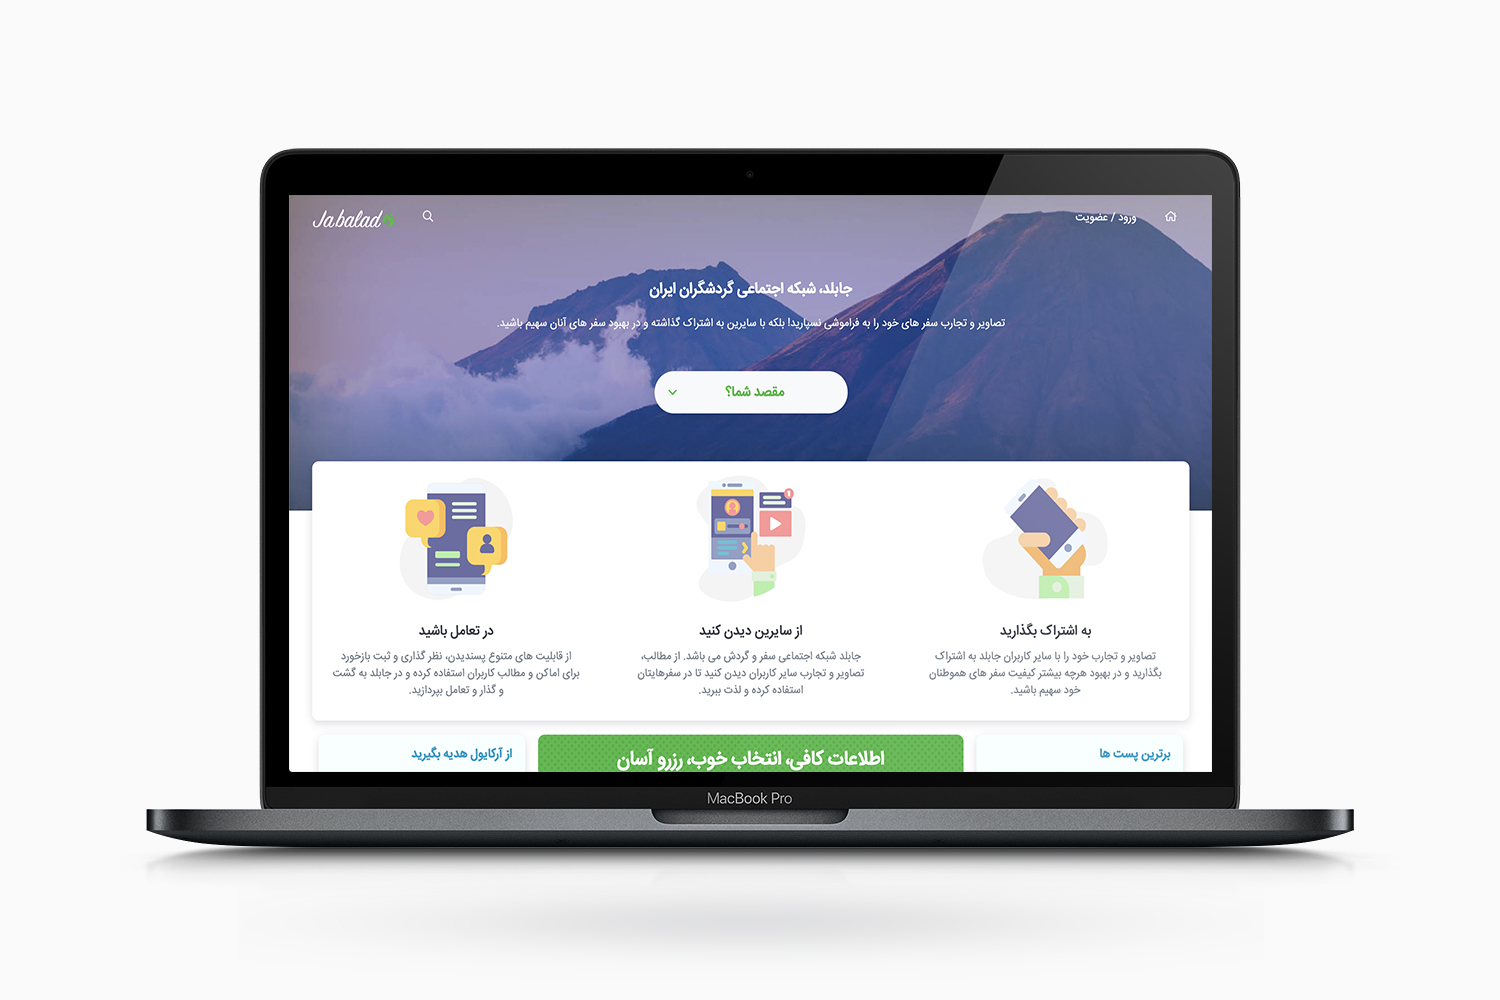 ورود / عضویت
Jabalad
جابلد، شبکه اجتماعی گردشگران ایران
تصاویر و تجارب سفر های خود را به فراموشی نسپارید! بلکه با سایرین به اشتراک گذاشته و در بهبود سفر های آنان سهیم باشید.
مقصد شما؟
به اشتراک بگذارید
تصاویر و تجارب خود را با سایر کاربران جابلد به اشتراک
بگذارید و در بهبود هرچه بیشتر کیفیت سفر های هموطنان
خود سهیم باشید.
از سایرین دیدن کنید
جابلد شبکه اجتماعی سفر و گردش می باشد. از مطالب،
تصاویر و تجارب سایر کاربران دیدن کنید تا در سفرهایتان
استفاده کرده و لذت ببرید.
در تعامل باشید
از قابلیت های متنوع پسندیدن، نظر گذاری و ثبت بازخورد
برای اماکن و مطالب کاربران استفاده کرده و در جابلد به گشت
و گذار و تعامل بپردازید.
برترین پست ها
اطلاعات کافی، انتخاب خوب، رزرو آسان
از آرکاپول هدیه بگیرید
MacBook Pro